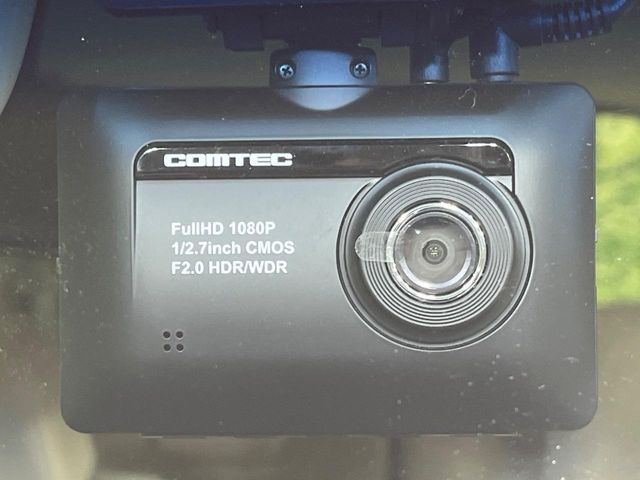 COMTEC
FullHD 1080P
1/2.7inch CMOS
F2.0 HDR/WDR